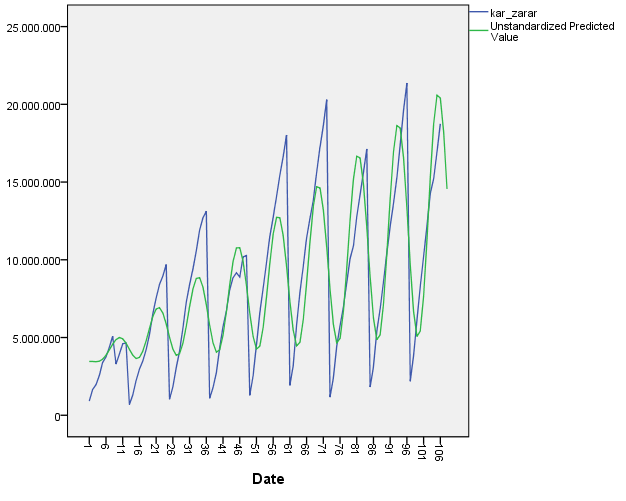 kar_zarar
Unstandardized Predicted
Value
25.000.000
20.000.000
15.000.000
10.000.000
5.000.000
0
1 6 11 16 21 26 31 36 41 46 51 56 61 66 71 76 81 86 91 96 101 106
Date